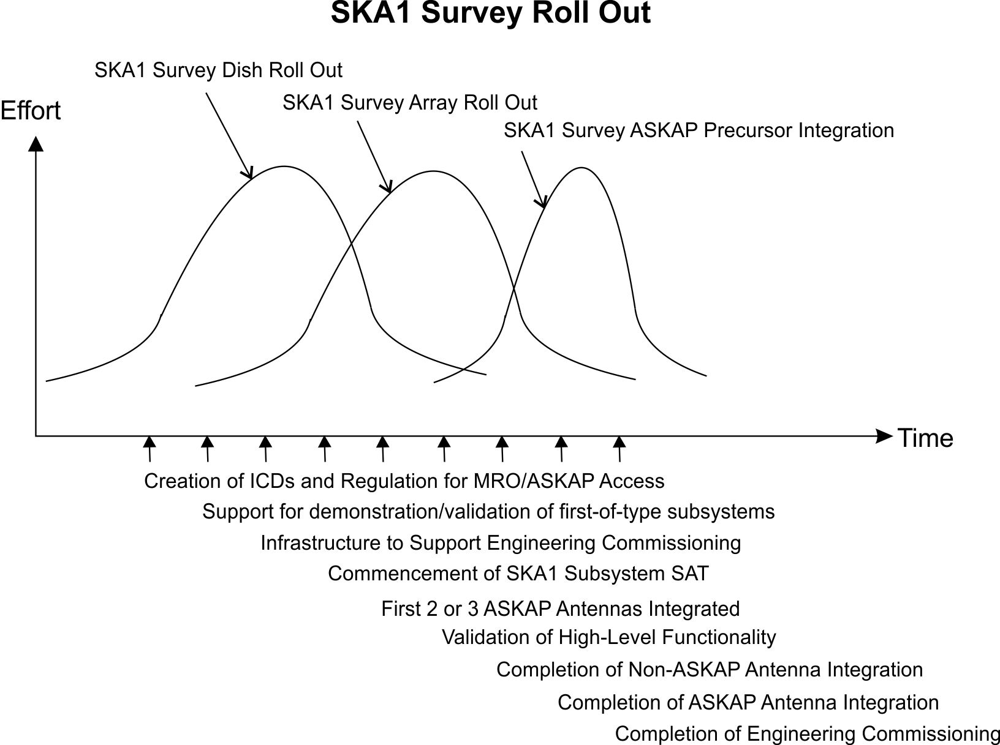 SKA1 Survey Roll Out
SKA1 Survey Dish Roll Out
SKA1 Survey Array Roll Out
Effort
SKA1 Survey ASKAP Precursor Integration
Time
Creation of ICDs and Regulation for MRO/ASKAP Access
Support for demonstration/validation of first-of-type subsystems
Infrastructure to Support Engineering Commissioning
Commencement of SKA1 Subsystem SAT
First 2 or 3 ASKAP Antennas Integrated
Validation of High-Level Functionality
Completion of Non-ASKAP Antenna Integration
Completion of ASKAP Antenna Integration
Completion of Engineering Commissioning